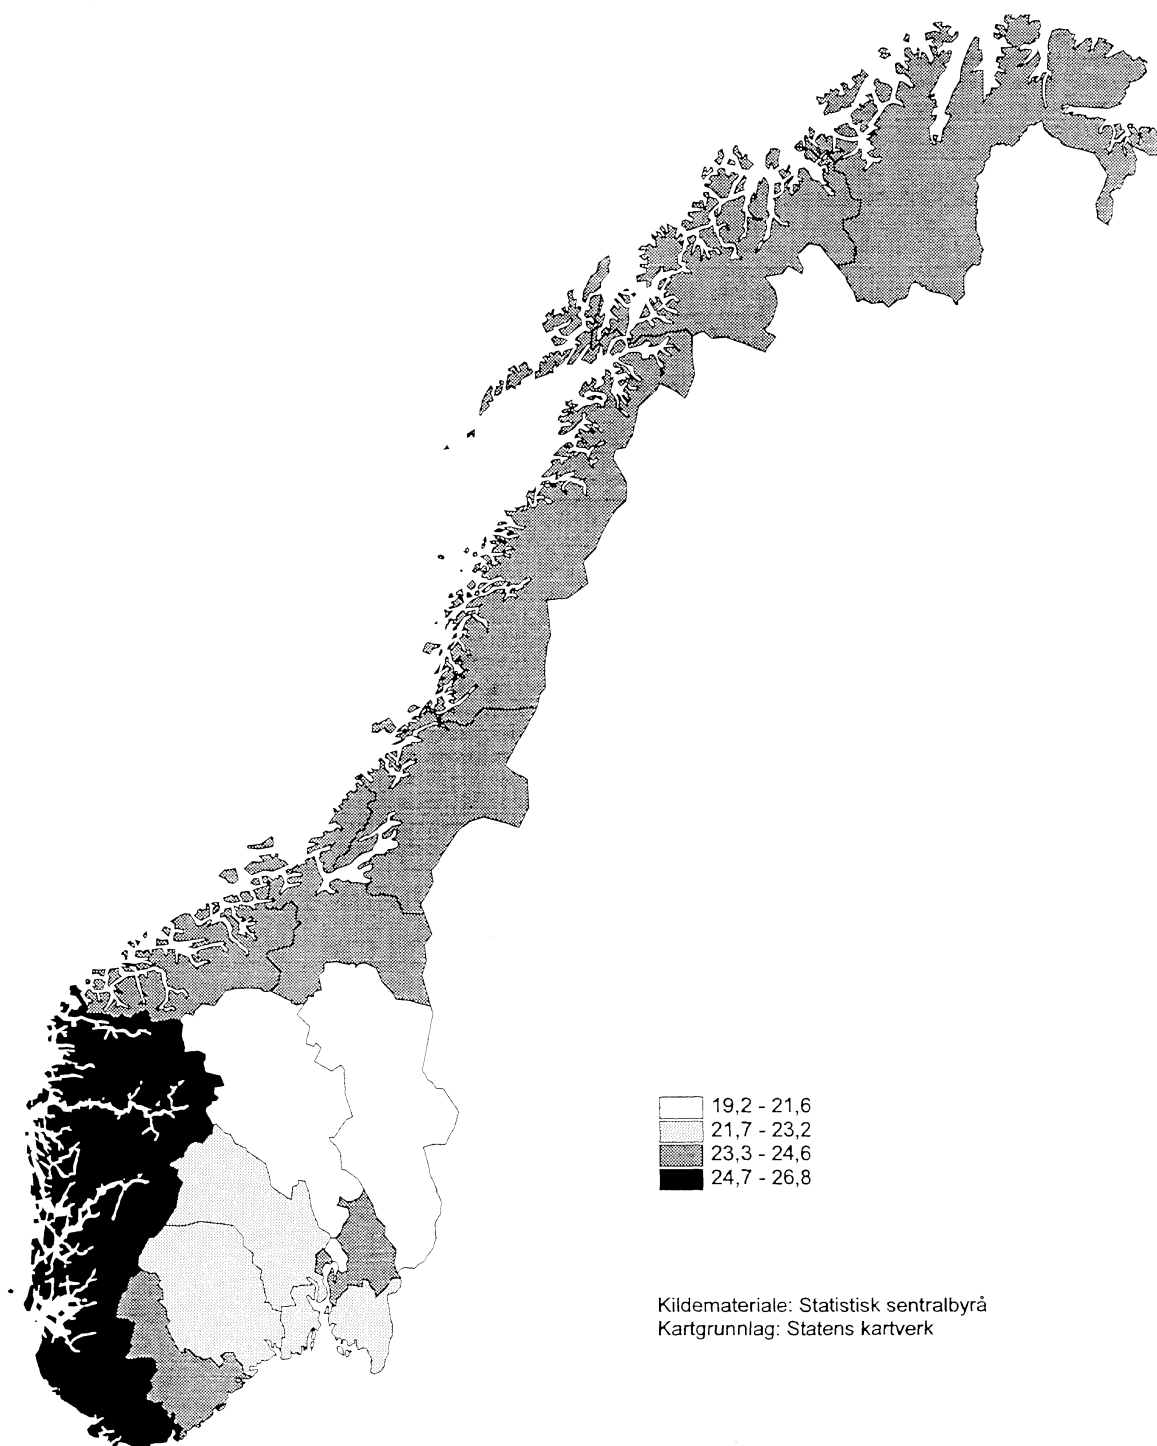 19,2 - 21,6
21,7 - 23,2
23,3 - 24,6
24,7 - 26,8
Kildemateriale: Statistisk sentralbyrå
Kartgrunnlag: Statens kartverk